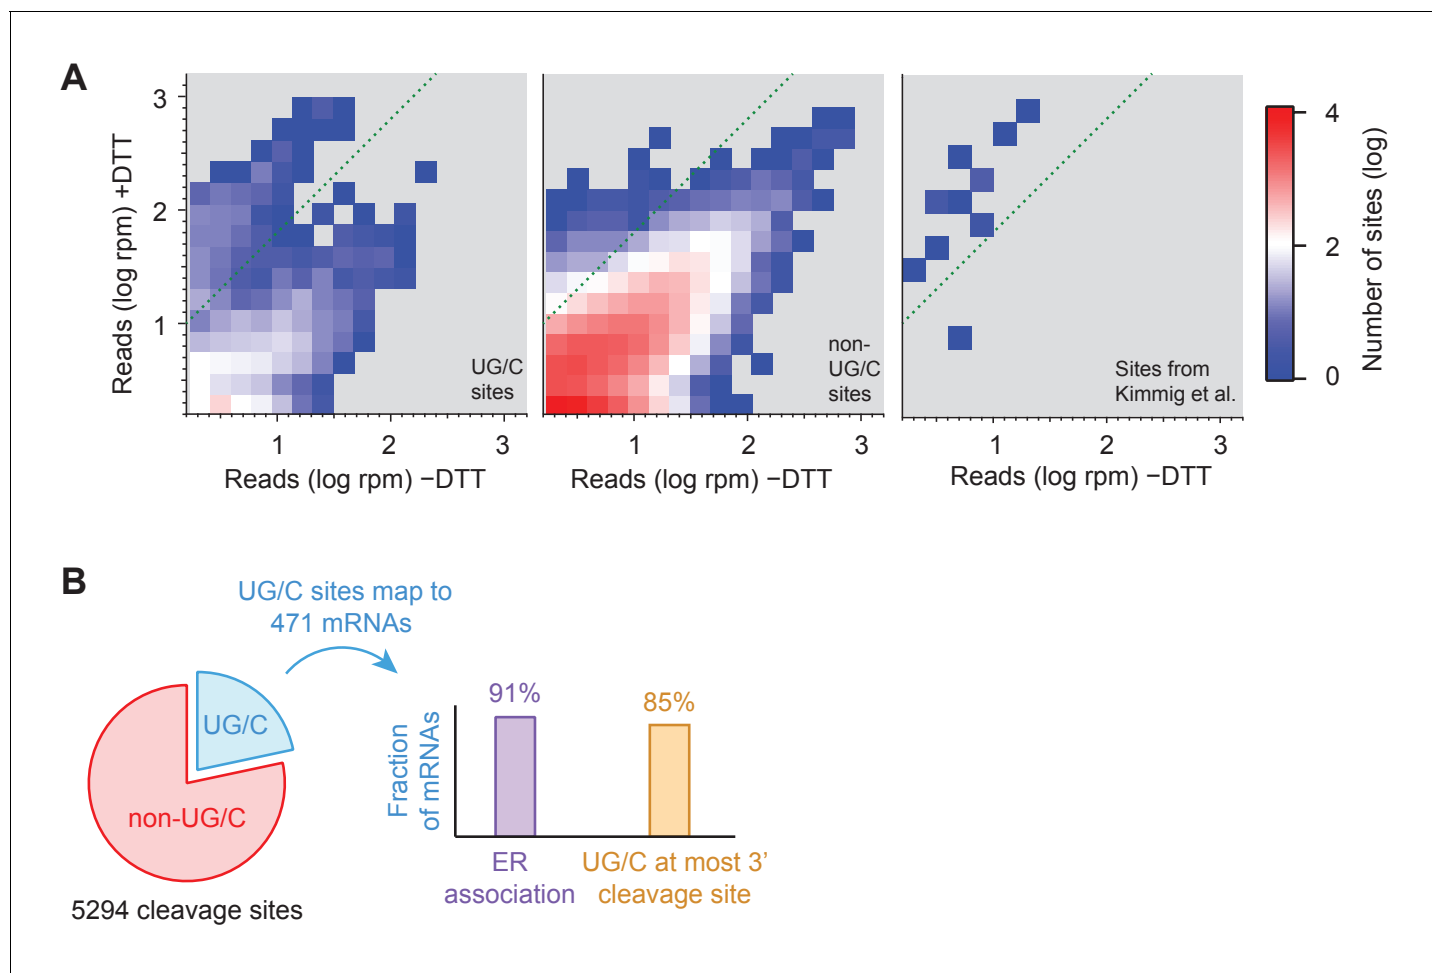 A
Reads (log rpm) +DTT
3
2
1
UG/C
sites
1 2 3
Reads (log rpm) −DTT
non-
UG/C
sites
1 2 3
Reads (log rpm) −DTT
Sites from
Kimmig et al.
1 2 3
Reads (log rpm) −DTT
4
2
0
Number of sites (log)
B
UG/C sites map to
471 mRNAs
UG/C
non-UG/C
5294 cleavage sites
Fraction
of mRNAs
91%
85%
ER
association
UG/C at most 3’
cleavage site